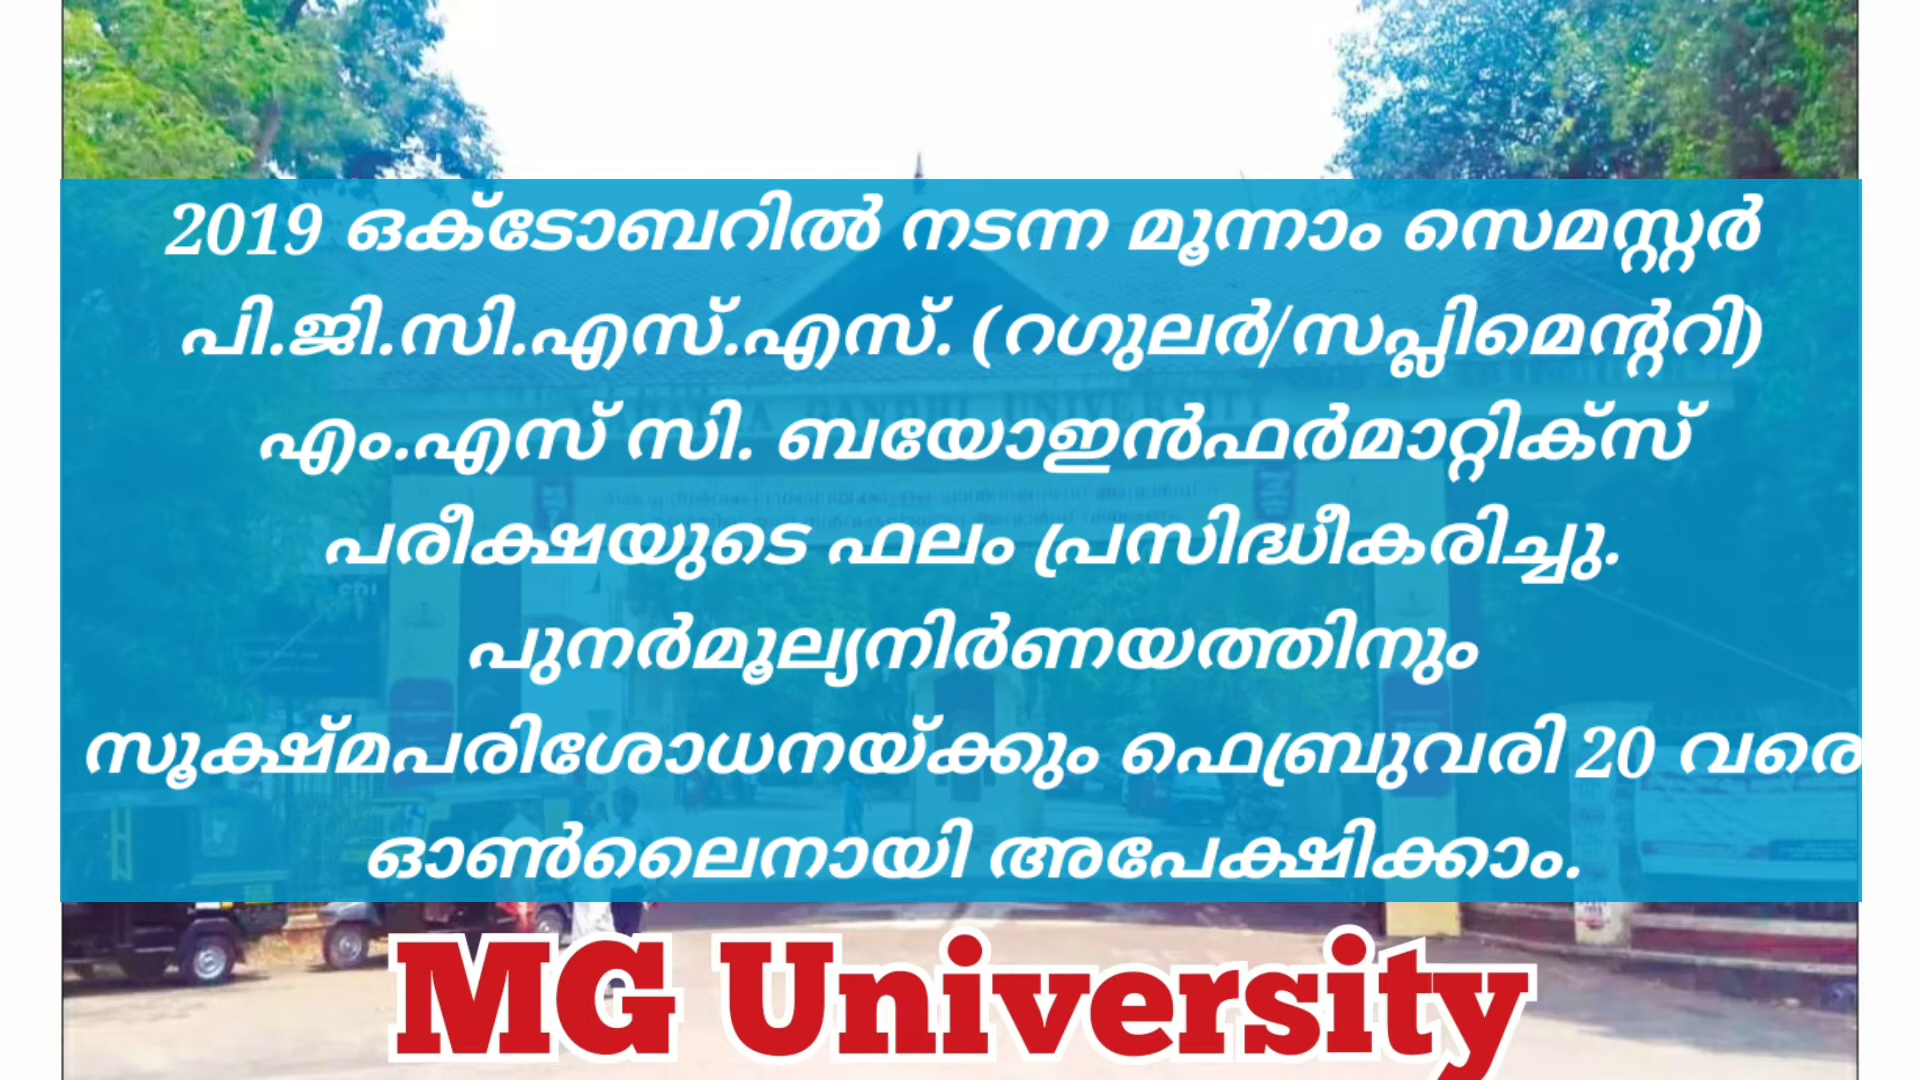 2019 ഒക്ടോബറിൽ നടന്ന മൂന്നാം സെമസ്റ്റർ
പി.ജി.സി.എസ്.എസ്. (റഗുലർ/സപ്ലിമെന്ററി)
എം.എസ് സി. ബയോഇൻഫർമാറ്റിക്സ്
പരീക്ഷയുടെ ഫലം പ്രസിദ്ധീകരിച്ചു.
പുനർമൂല്യനിർണയത്തിനും
സൂക്ഷ്മപരിശോധനയ്ക്കും ഫെബ്രുവരി 20 വരെ
ഓൺലൈനായി അപേക്ഷിക്കാം.
MG University